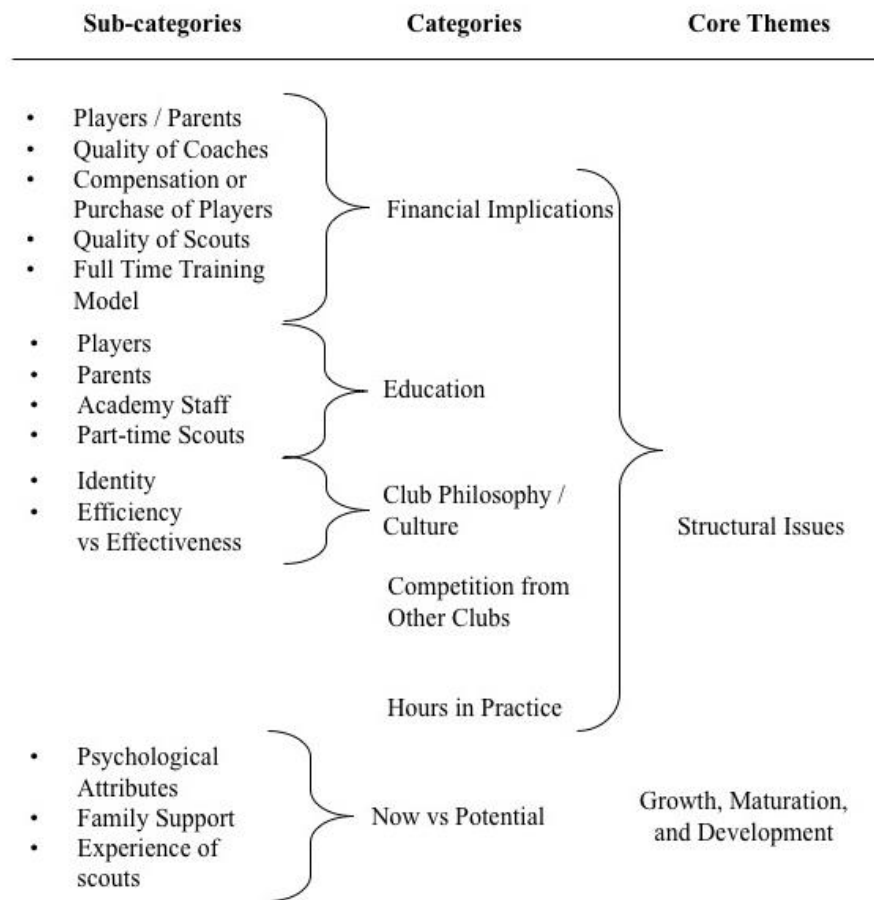 Sub-categories Categories Core Themes
• Players / Parents
• Quality of Coaches
• Compensation or
Purchase of Players
• Quality of Scouts
• Full Time Training
Model
Financial Implications
• Players
• Parents
• Academy Staff
• Part-time Scouts
Education
• Identity
• Efficiency
vs Effectiveness
Club Philosophy /
Culture
Competition from
Other Clubs
Hours in Practice
Structural Issues
• Psychological
Attributes
• Family Support
• Experience of
scouts
Now vs Potential
Growth, Maturation,
and Development